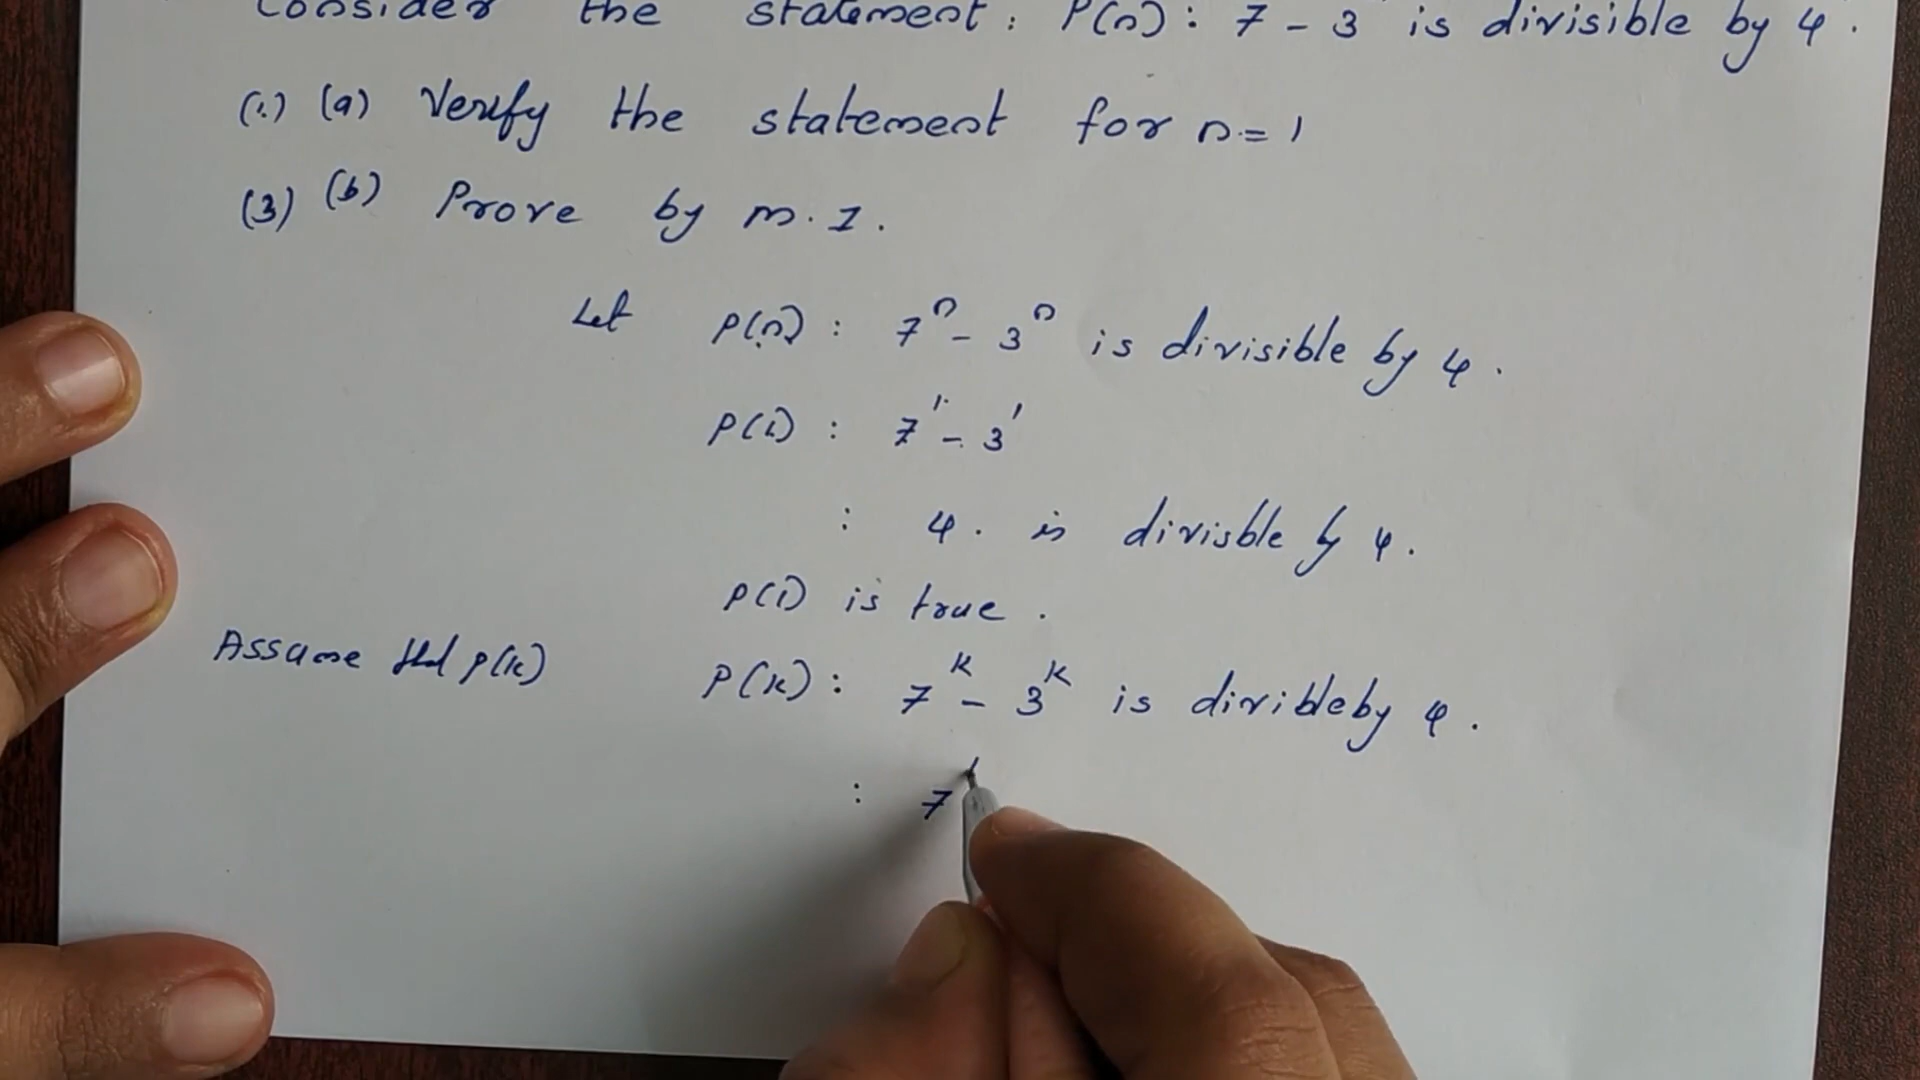 Consider the statement : P(n) : 7 - 3 is divisible by 4 .
(1) (a) Verify the statement for n = 1
(3) (b) Prove by m.I.
Let P(n) : 7ⁿ - 3ⁿ is divisible by 4 .
P(1) : 7¹ - 3¹
: 4 . is divisble by 4 .
P(1) is true .
Assume that P(k) P(k) : 7ᵏ - 3ᵏ is divibleby 4 .
: 7